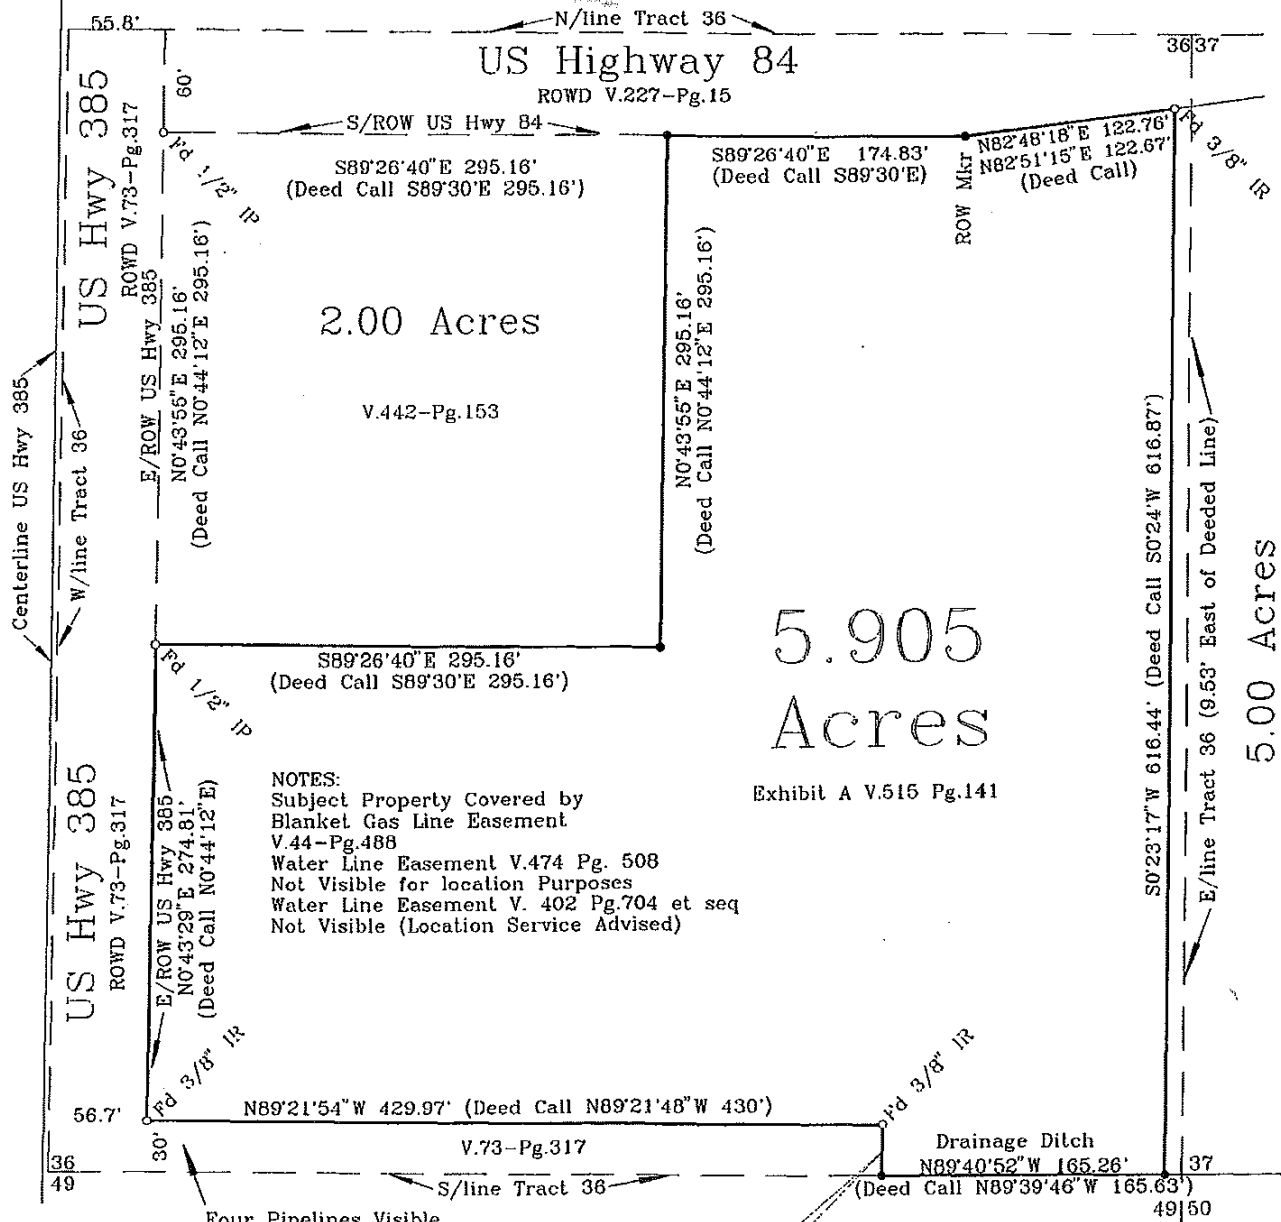 N/line Tract 36
55.8'
US Highway 84
ROWD V.227-Pg.15
36|37
60'
US Hwy 385
ROWD V.73-Pg.317
S/ROW US Hwy 84
Fd 1/2" IP
S89°26'40"E 295.16'
(Deed Call S89°30'E 295.16')
S89°26'40"E 174.83'
(Deed Call S89°30'E)
N82°48'18"E 122.76'
N82°51'15"E 122.67'
(Deed Call)
ROW Mkr
Fd 3/8" IR
E/ROW US Hwy 385
N0°43'55"E 295.16'
(Deed Call N0°44'12"E 295.16')
2.00 Acres
V.442-Pg.153
N0°43'55"E 295.16'
(Deed Call N0°44'12"E 295.16')
Centerline US Hwy 385
W/line Tract 36
S0°23'17"W 616.44' (Deed Call S0°24'W 616.87')
E/line Tract 36 (9.53' East of Deeded Line)
5.00 Acres
5.905
Acres
Exhibit A V.515 Pg.141
S89°26'40"E 295.16'
(Deed Call S89°30'E 295.16')
Fd 1/2" IP
US Hwy 385
ROWD V.73-Pg.317
E/ROW US Hwy 385
N0°43'29"E 274.81'
(Deed Call N0°44'12"E)
NOTES:
Subject Property Covered by
Blanket Gas Line Easement
V.44-Pg.488
Water Line Easement V.474 Pg. 508
Not Visible for location Purposes
Water Line Easement V. 402 Pg.704 et seq
Not Visible (Location Service Advised)
Fd 3/8" IR
Fd 3/8" IR
56.7'
N89°21'54"W 429.97' (Deed Call N89°21'48"W 430')
30'
V.73-Pg.317
Drainage Ditch
N89°40'52"W 165.26'
(Deed Call N89°39'46"W 165.63')
36
49
S/line Tract 36
37
49|50
Four Pipelines Visible